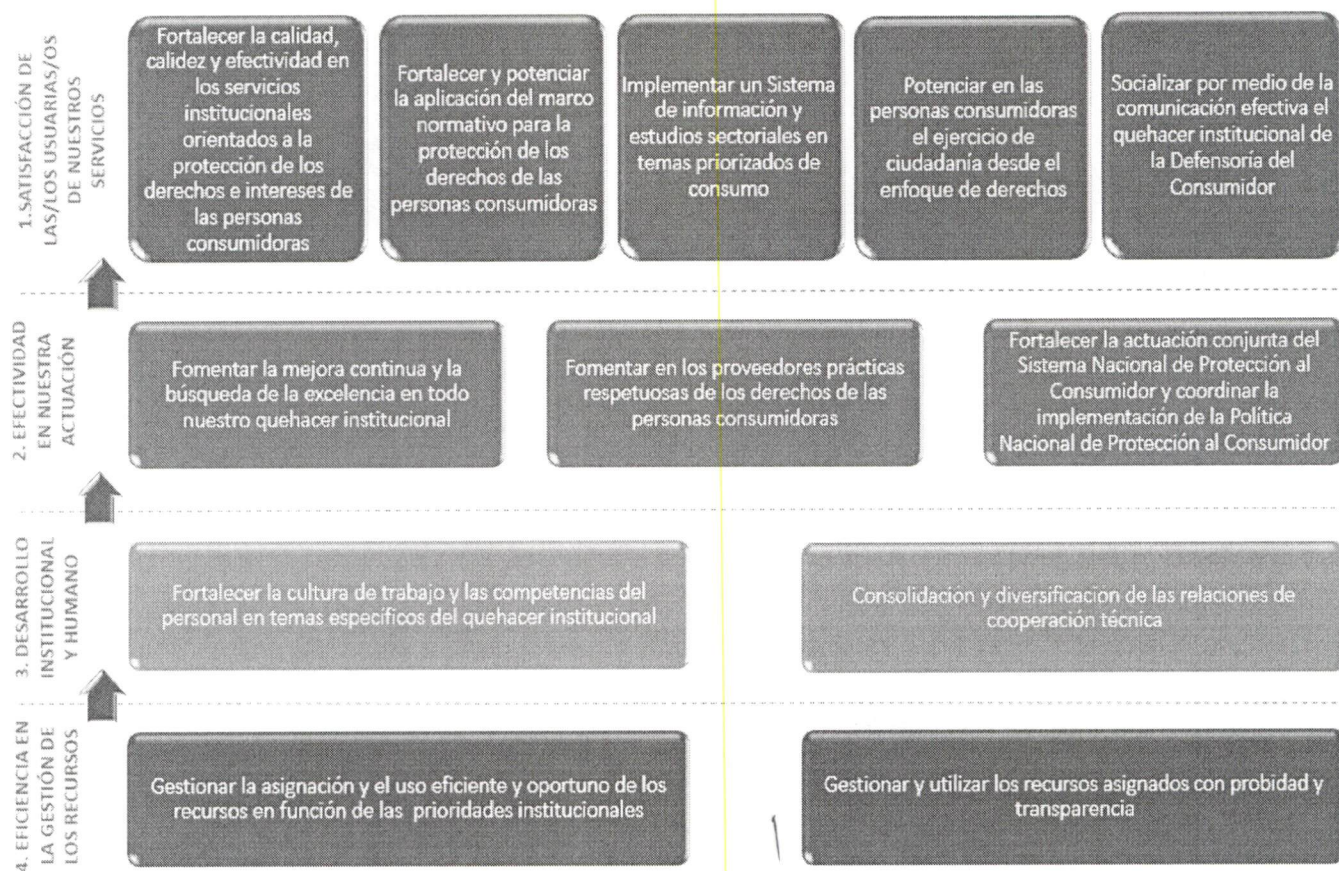 1.SATISFACCIÓN DE
LAS/LOS USUARIAS/OS
DE NUESTROS
SERVICIOS
Fortalecer la calidad,
calidez y efectividad en
los servicios
institucionales
orientados a la
protección de los
derechos e intereses de
las personas
consumidoras
Fortalecer y potenciar
la aplicación del marco
normativo para la
protección de los
derechos de las
personas consumidoras
Implementar un Sistema
de información y
estudios sectoriales en
temas priorizados de
consumo
Potenciar en las
personas consumidoras
el ejercicio de
ciudadanía desde el
enfoque de derechos
Socializar por medio de la
comunicación efectiva el
quehacer institucional de
la Defensoría del
Consumidor
2. EFECTIVIDAD
EN NUESTRA
ACTUACIÓN
Fomentar la mejora continua y la
búsqueda de la excelencia en todo
nuestro quehacer institucional
Fomentar en los proveedores prácticas
respetuosas de los derechos de las
personas consumidoras
Fortalecer la actuación conjunta del
Sistema Nacional de Protección al
Consumidor y coordinar la
implementación de la Política
Nacional de Protección al Consumidor
3. DESARROLLO
INSTITUCIONAL
Y HUMANO
Fortalecer la cultura de trabajo y las competencias del
personal en temas específicos del quehacer institucional
Consolidación y diversificación de las relaciones de
cooperación técnica
4. EFICIENCIA EN
LA GESTIÓN DE
LOS RECURSOS
Gestionar la asignación y el uso eficiente y oportuno de los
recursos en función de las prioridades institucionales
Gestionar y utilizar los recursos asignados con probidad y
transparencia